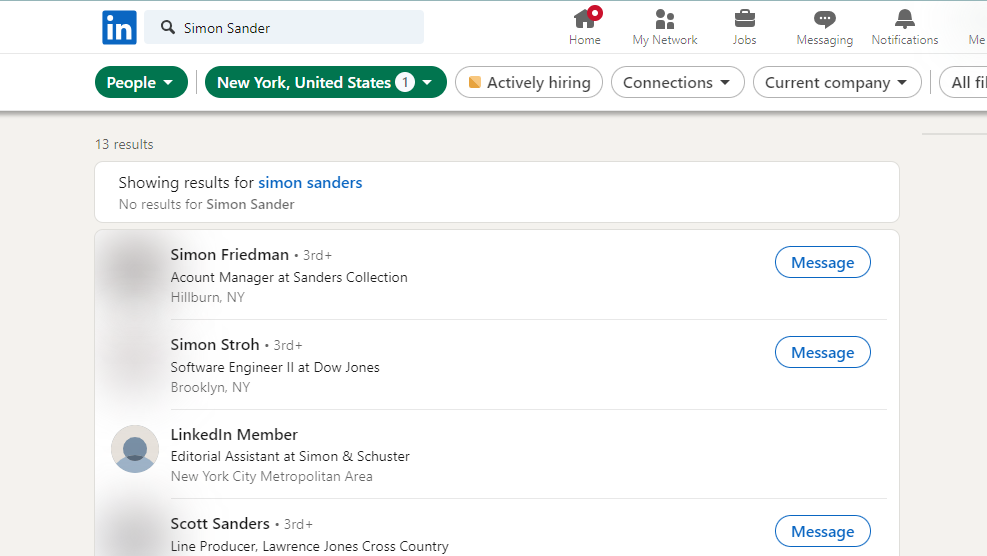 in
Simon Sander
Home
My Network
Jobs
Messaging
Notifications
Me
People
New York, United States 1
Actively hiring
Connections
Current company
All fil
13 results
Showing results for simon sanders
No results for Simon Sander
Simon Friedman • 3rd+
Message
Acount Manager at Sanders Collection
Hillburn, NY
Simon Stroh • 3rd+
Message
Software Engineer II at Dow Jones
Brooklyn, NY
LinkedIn Member
Editorial Assistant at Simon & Schuster
New York City Metropolitan Area
Scott Sanders • 3rd+
Message
Line Producer, Lawrence Jones Cross Country